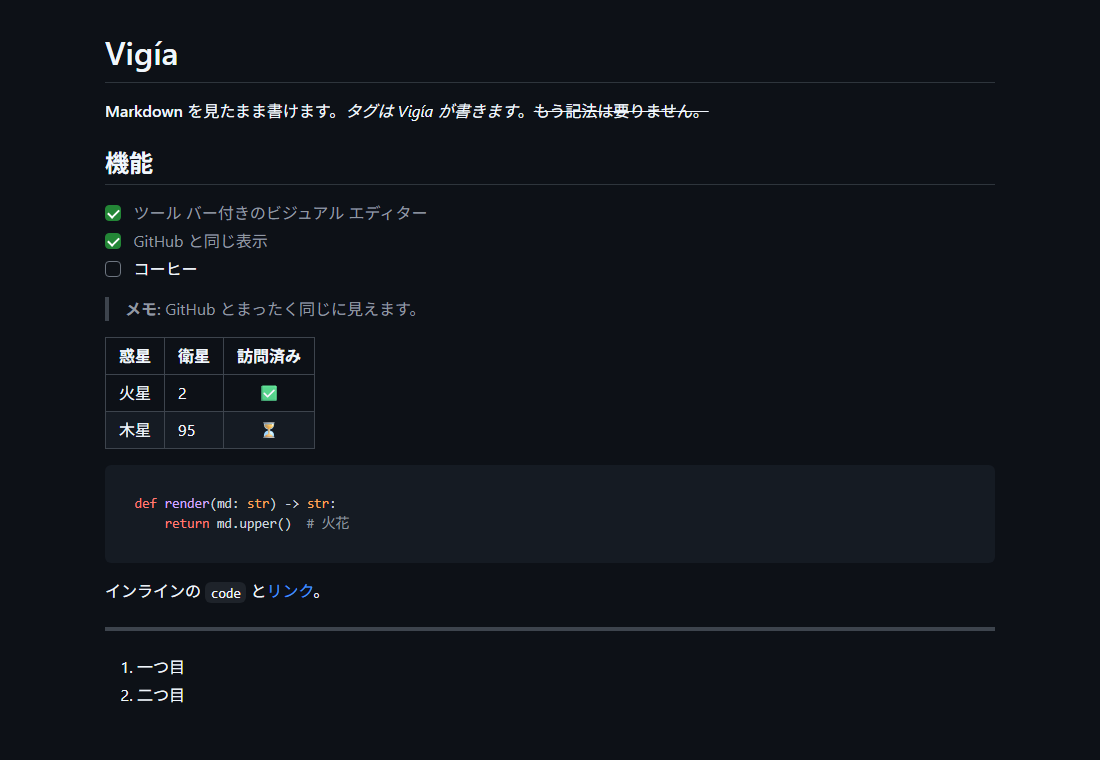 Vigía
Markdown を見たまま書けます。タグは Vigía が書きます。もう記法は要りません。
機能
ツール バー付きのビジュアル エディター
GitHub と同じ表示
コーヒー
メモ: GitHub とまったく同じに見えます。
惑星 衛星 訪問済み
火星 2 ✅
木星 95 ⏳
def render(md: str) -> str:
    return md.upper()  # 火花
インラインの code とリンク。
1. 一つ目
2. 二つ目